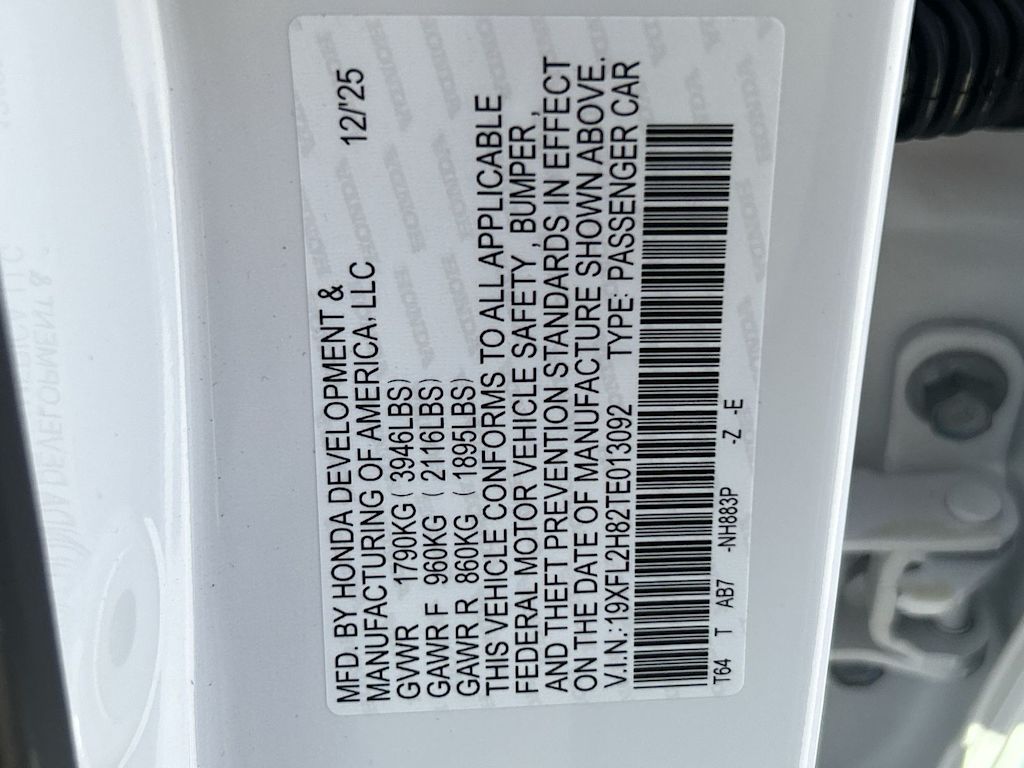 MFD. BY HONDA DEVELOPMENT &
MANUFACTURING OF AMERICA, LLC 12/'25
GVWR 1790KG ( 3946LBS)
GAWR F 960KG ( 2116LBS)
GAWR R 860KG ( 1895LBS)
THIS VEHICLE CONFORMS TO ALL APPLICABLE
FEDERAL MOTOR VEHICLE SAFETY , BUMPER ,
AND THEFT PREVENTION STANDARDS IN EFFECT
ON THE DATE OF MANUFACTURE SHOWN ABOVE.
V.I.N.: 19XFL2H82TE013092 TYPE: PASSENGER CAR
T64 T AB7 -NH883P -Z -E